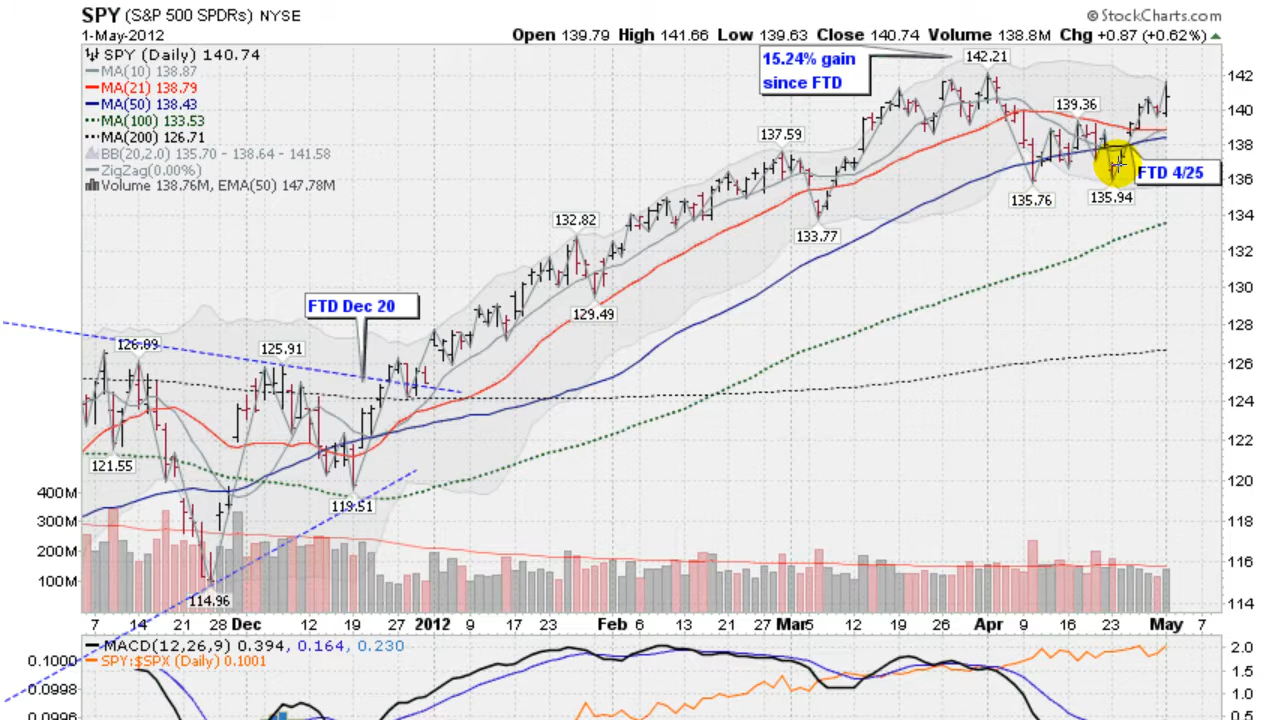 SPY (S&P 500 SPDRs) NYSE
© StockCharts.com
1-May-2012
Open 139.79 High 141.66 Low 139.63 Close 140.74 Volume 138.8M Chg +0.87 (+0.62%)
SPY (Daily) 140.74
MA(10) 138.87
MA(21) 138.79
MA(50) 138.43
MA(100) 133.53
MA(200) 126.71
BB(20,2.0) 135.70 - 138.64 - 141.58
ZigZag(0.00%)
Volume 138.76M, EMA(50) 147.78M
15.24% gain
since FTD
142.21
139.36
137.59
FTD 4/25
135.76
135.94
133.77
132.82
129.49
FTD Dec 20
126.89
125.91
121.55
119.51
114.96
142
140
138
136
134
132
130
128
126
124
122
120
118
116
114
400M
300M
200M
100M
7 14 21 28 Dec 12 19 27 2012 9 17 23 Feb 6 13 21 27 Mar 5 12 19 26 Apr 9 16 23 May 7
MACD(12,26,9) 0.394, 0.164, 0.230
SPY:$SPX (Daily) 0.1001
0.1000
0.0998
0.0996
2.0
1.5
1.0
0.5